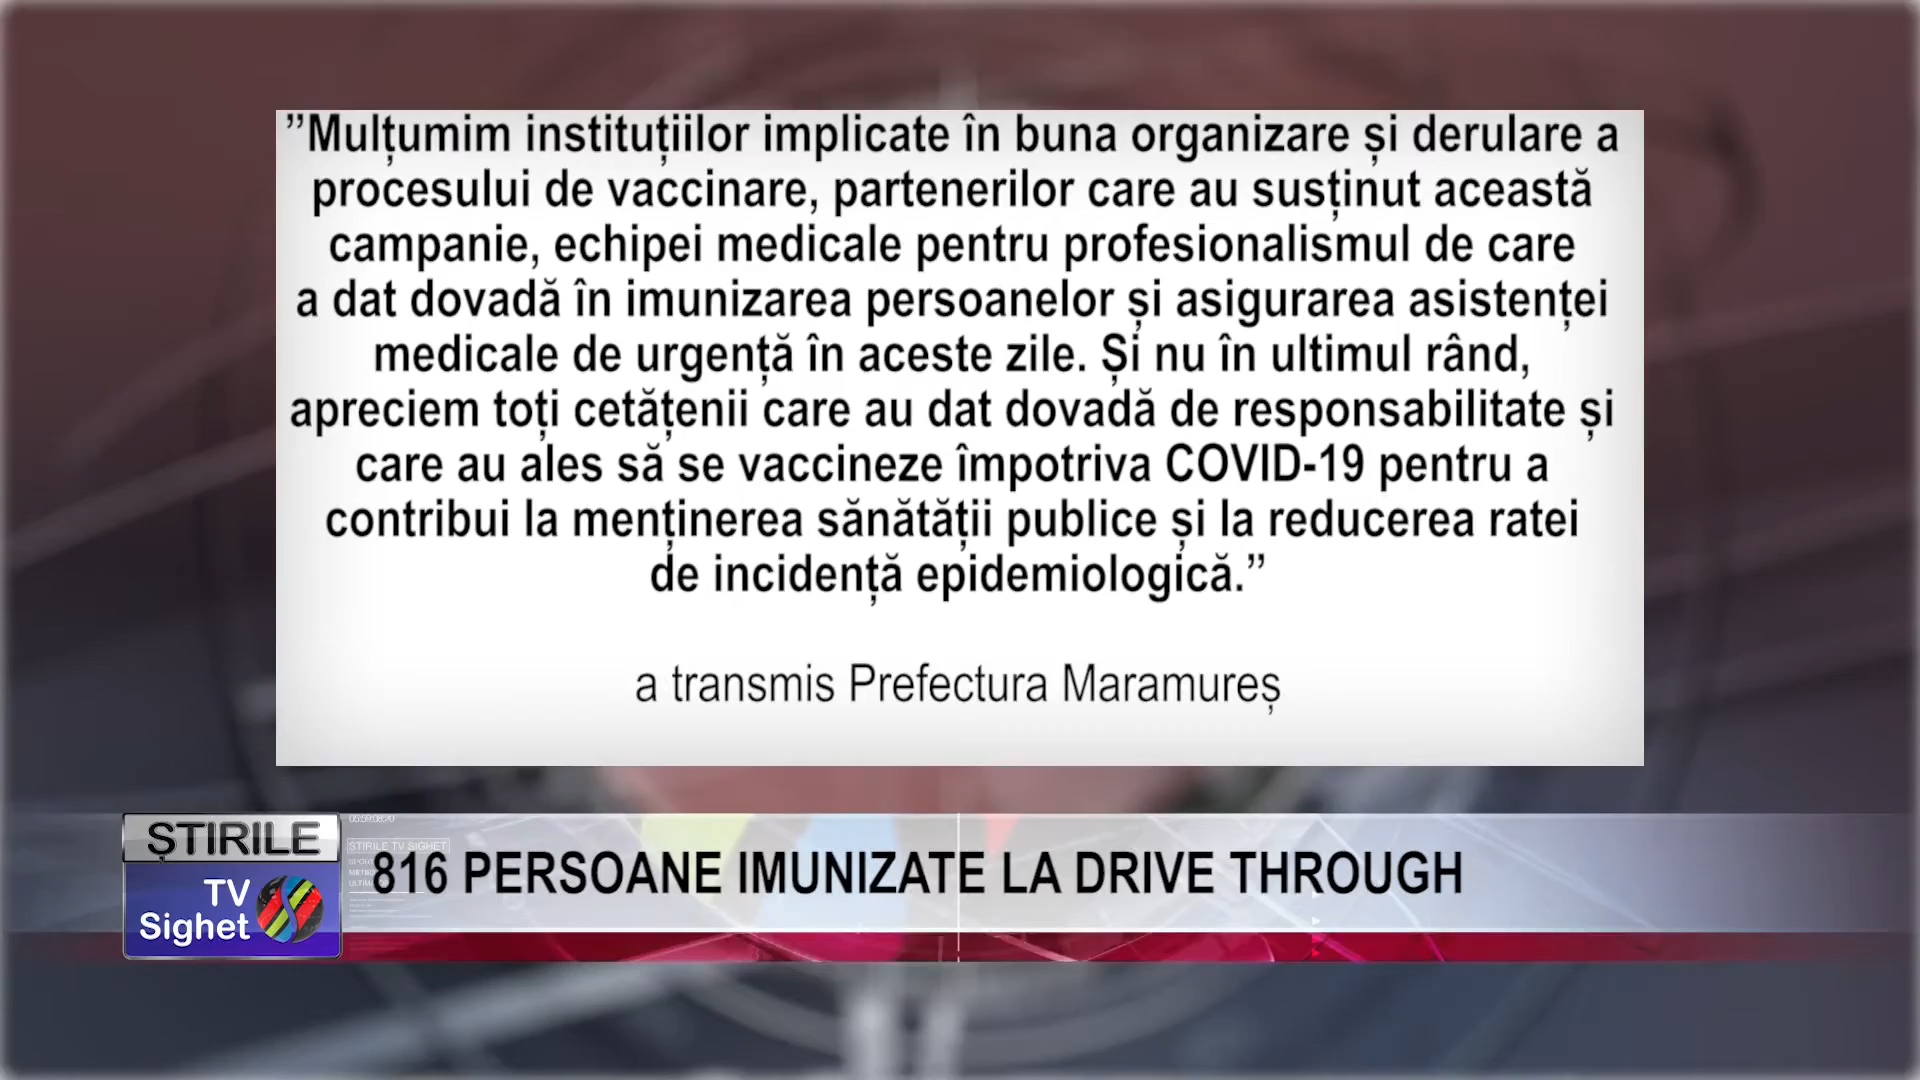 ”Mulțumim instituțiilor implicate în buna organizare și derulare a
procesului de vaccinare, partenerilor care au susținut această
campanie, echipei medicale pentru profesionalismul de care
a dat dovadă în imunizarea persoanelor și asigurarea asistenței
medicale de urgență în aceste zile. Și nu în ultimul rând,
apreciem toți cetățenii care au dat dovadă de responsabilitate și
care au ales să se vaccineze împotriva COVID-19 pentru a
contribui la menținerea sănătății publice și la reducerea ratei
de incidență epidemiologică.”
a transmis Prefectura Maramureș
ȘTIRILE
TV
Sighet
STIRILE TV SIGHET
816 PERSOANE IMUNIZATE LA DRIVE THROUGH